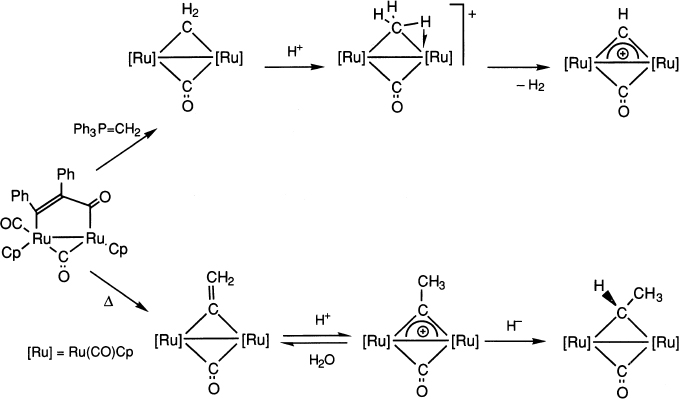 H₂
C
[Ru] [Ru]
C
O
H⁺
H
H H
C
[Ru] [Ru]
C
O
+
– H₂
H
C
+
[Ru] [Ru]
C
O
Ph₃P=CH₂
Ph
Ph
O
OC
Ru Ru
Cp Cp
C
O
Δ
[Ru] = Ru(CO)Cp
CH₂
C
[Ru] [Ru]
C
O
H⁺
H₂O
CH₃
C
+
[Ru] [Ru]
C
O
H⁻
H
CH₃
C
[Ru] [Ru]
C
O